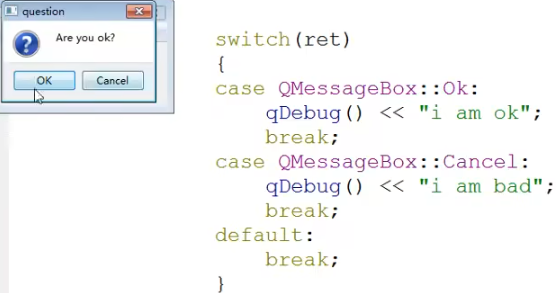 question
Are you ok?
OK
Cancel
switch(ret)
{
case QMessageBox::Ok:
    qDebug() << "i am ok";
    break;
case QMessageBox::Cancel:
    qDebug() << "i am bad";
    break;
default:
    break;
}